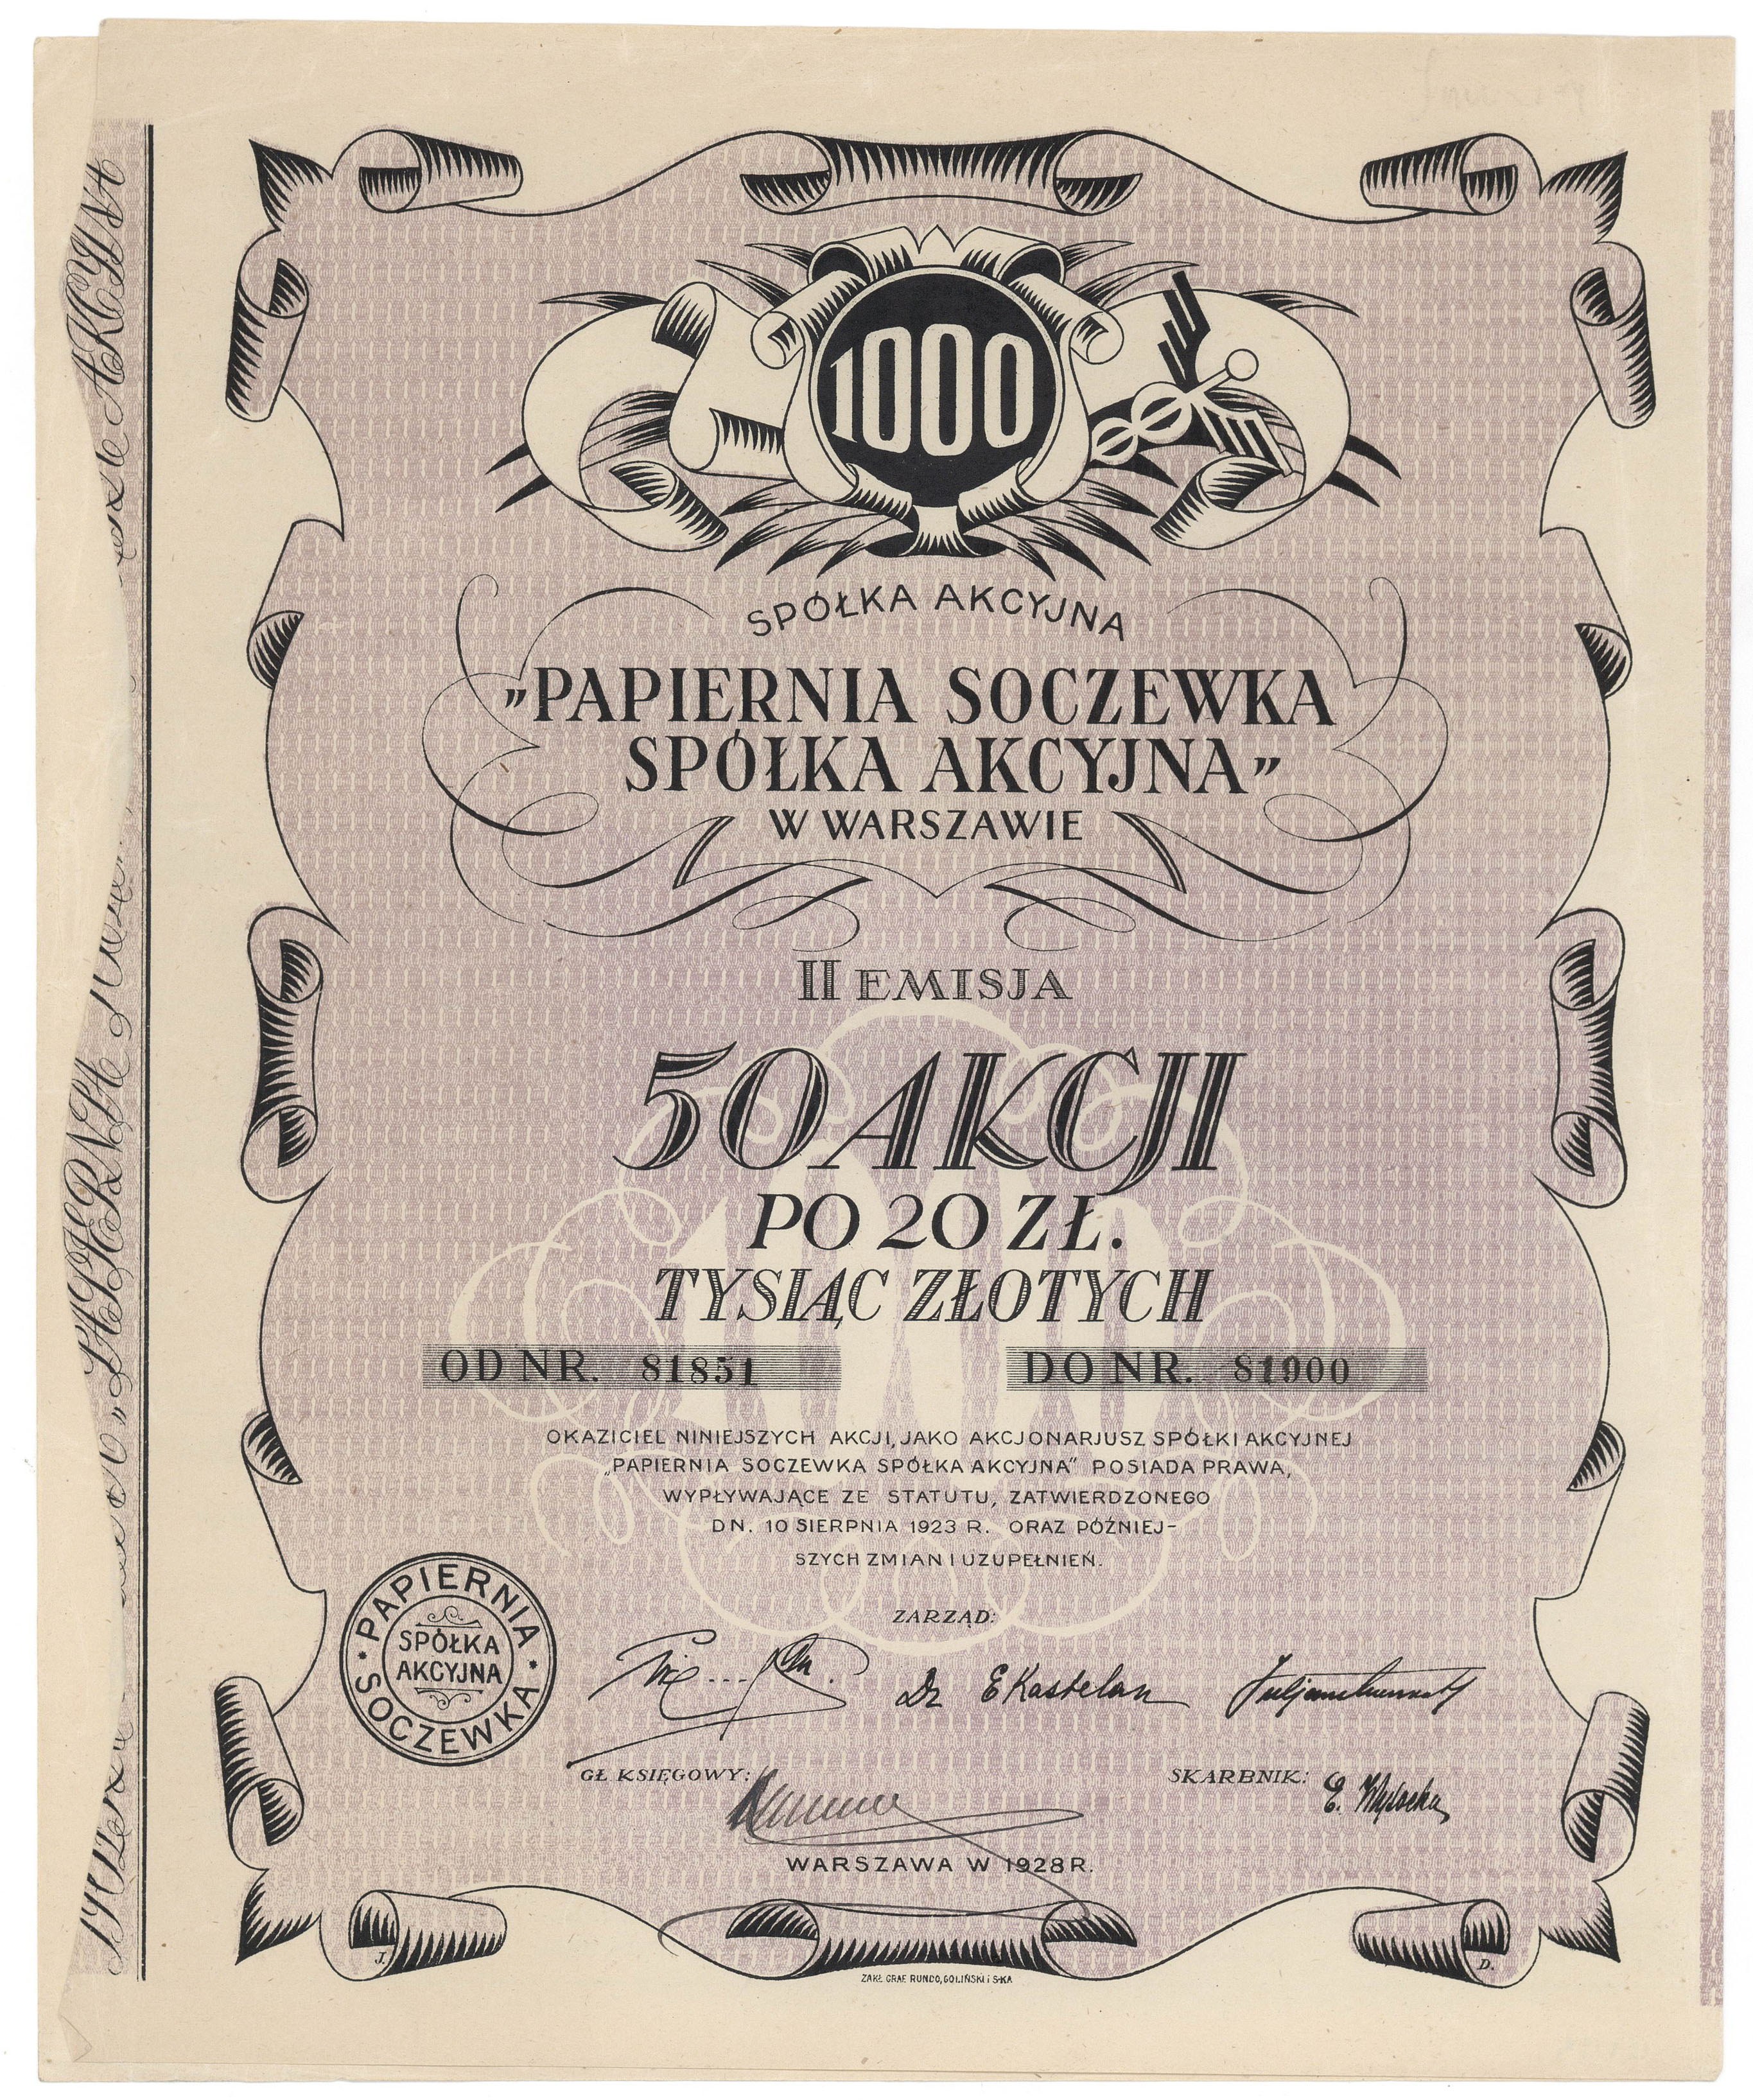 1000
SPÓŁKA AKCYJNA
„PAPIERNIA SOCZEWKA
SPÓŁKA AKCYJNA”
W WARSZAWIE
II EMISJA
50 AKCJI
PO 20 ZŁ.
TYSIĄC ZŁOTYCH
OD NR. 81851 DO NR. 81900
OKAZICIEL NINIEJSZYCH AKCJI, JAKO AKCJONARJUSZ SPÓŁKI AKCYJNEJ
„PAPIERNIA SOCZEWKA SPÓŁKA AKCYJNA” POSIADA PRAWA,
WYPŁYWAJĄCE ZE STATUTU, ZATWIERDZONEGO
DN. 10 SIERPNIA 1923 R. ORAZ PÓŹNIEJ-
SZYCH ZMIAN I UZUPEŁNIEŃ.
PAPIERNIA
SPÓŁKA
AKCYJNA
SOCZEWKA
ZARZĄD:
Dr E Kastelan
GŁ KSIĘGOWY:
SKARBNIK: E. Wysocka
WARSZAWA W 1928 R.
J.
D.
ZAKŁ. GRAF. RUNDO, GOLIŃSKI i S-KA